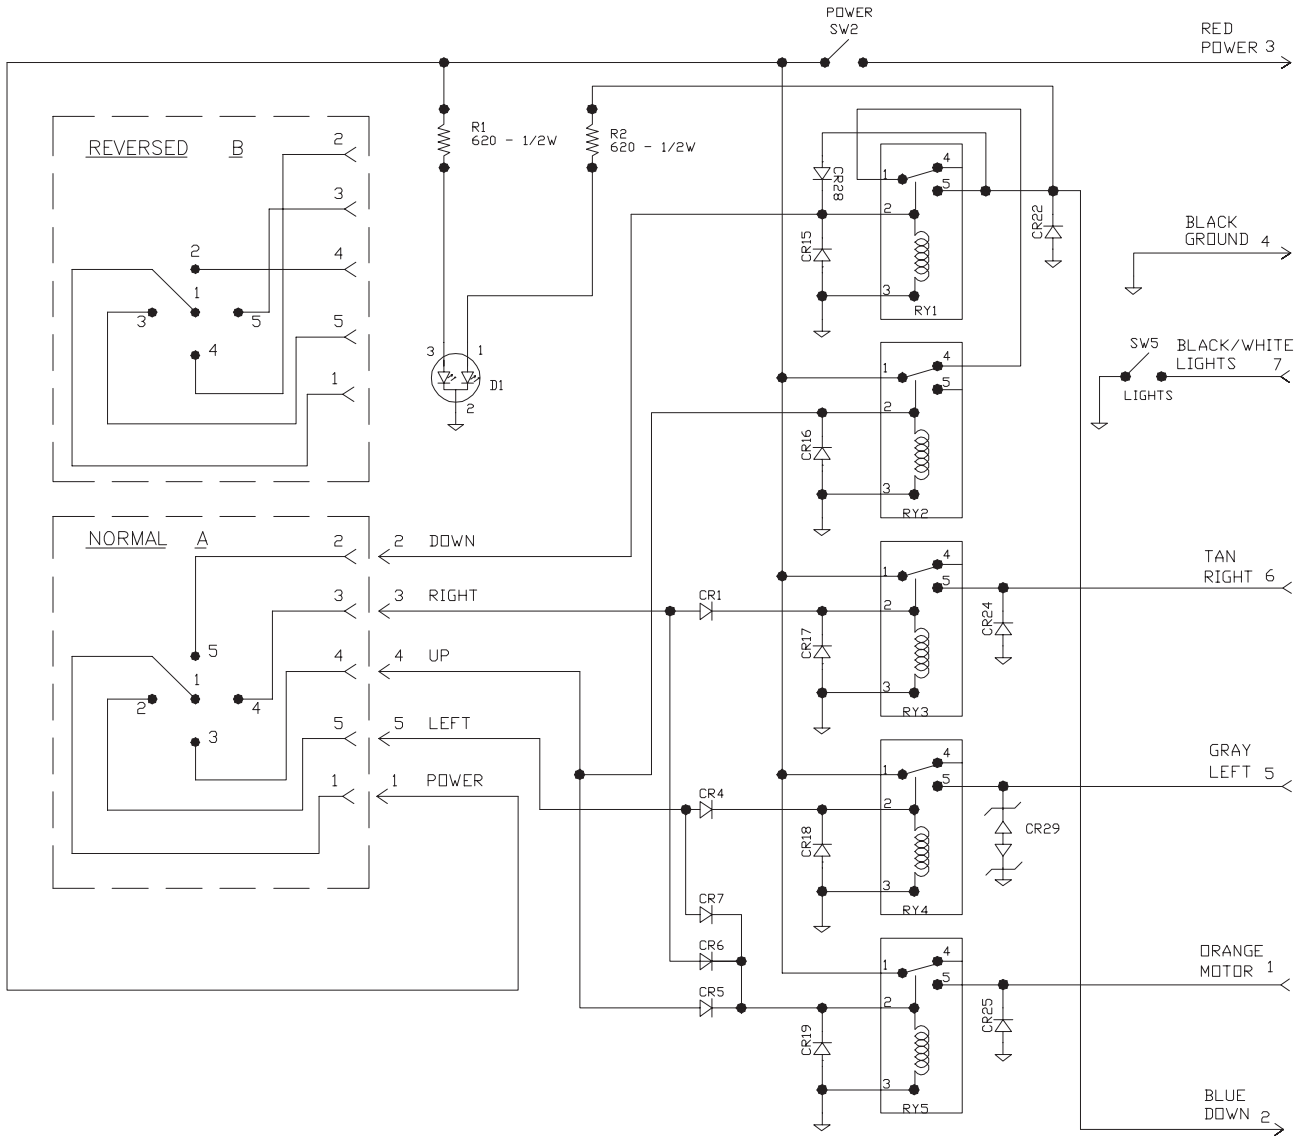 POWER
SW2
RED
POWER 3
REVERSED B
2
3
4
5
1
2
1
3
5
4
R1
620 - 1/2W
R2
620 - 1/2W
3
1
2
D1
CR28
CR15
1
4
5
2
3
RY1
CR22
BLACK
GROUND 4
SW5
LIGHTS
BLACK/WHITE
LIGHTS 7
1
4
5
2
3
RY2
CR16
NORMAL A
2
3
4
5
1
5
1
2
4
3
2 DOWN
3 RIGHT
4 UP
5 LEFT
1 POWER
CR1
CR17
1
4
5
2
3
RY3
CR24
TAN
RIGHT 6
CR4
CR18
1
4
5
2
3
RY4
CR29
GRAY
LEFT 5
CR7
CR6
CR5
CR19
1
4
5
2
3
RY5
CR25
ORANGE
MOTOR 1
BLUE
DOWN 2